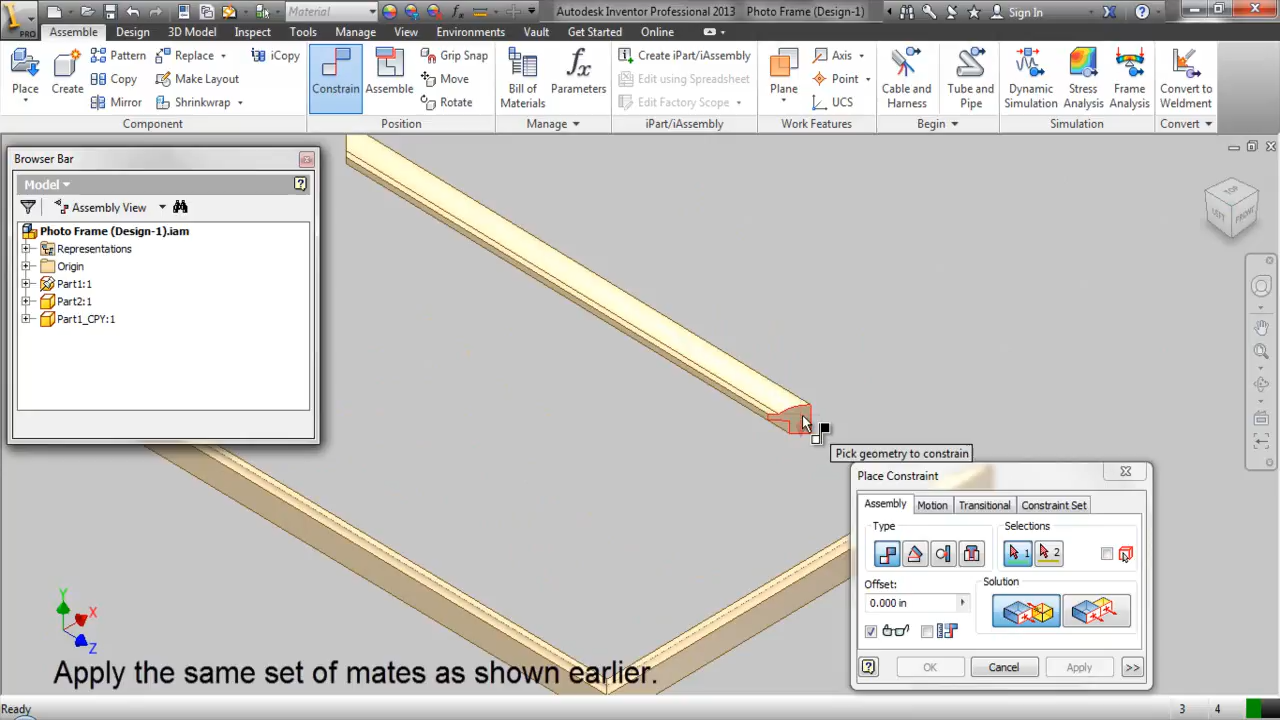 Material
Autodesk Inventor Professional 2013 Photo Frame (Design-1)
Sign In
PRO
Assemble Design 3D Model Inspect Tools Manage View Environments Vault Get Started Online
Place
Create
Pattern
Copy
Mirror
Replace
Make Layout
Shrinkwrap
iCopy
Component
Constrain
Assemble
Grip Snap
Move
Rotate
Position
Bill of
Materials
Parameters
Manage
Create iPart/iAssembly
Edit using Spreadsheet
Edit Factory Scope
iPart/iAssembly
Plane
Axis
Point
UCS
Work Features
Cable and
Harness
Tube and
Pipe
Begin
Dynamic
Simulation
Stress
Analysis
Frame
Analysis
Simulation
Convert to
Weldment
Convert
Browser Bar
Model
Assembly View
Photo Frame (Design-1).iam
Representations
Origin
Part1:1
Part2:1
Part1_CPY:1
TOP
LEFT
FRONT
Pick geometry to constrain
Place Constraint
Assembly Motion Transitional Constraint Set
Type
Selections
1
2
Offset:
0.000 in
Solution
OK
Cancel
Apply
>>
Y
X
Z
Apply the same set of mates as shown earlier.
Ready
3 4